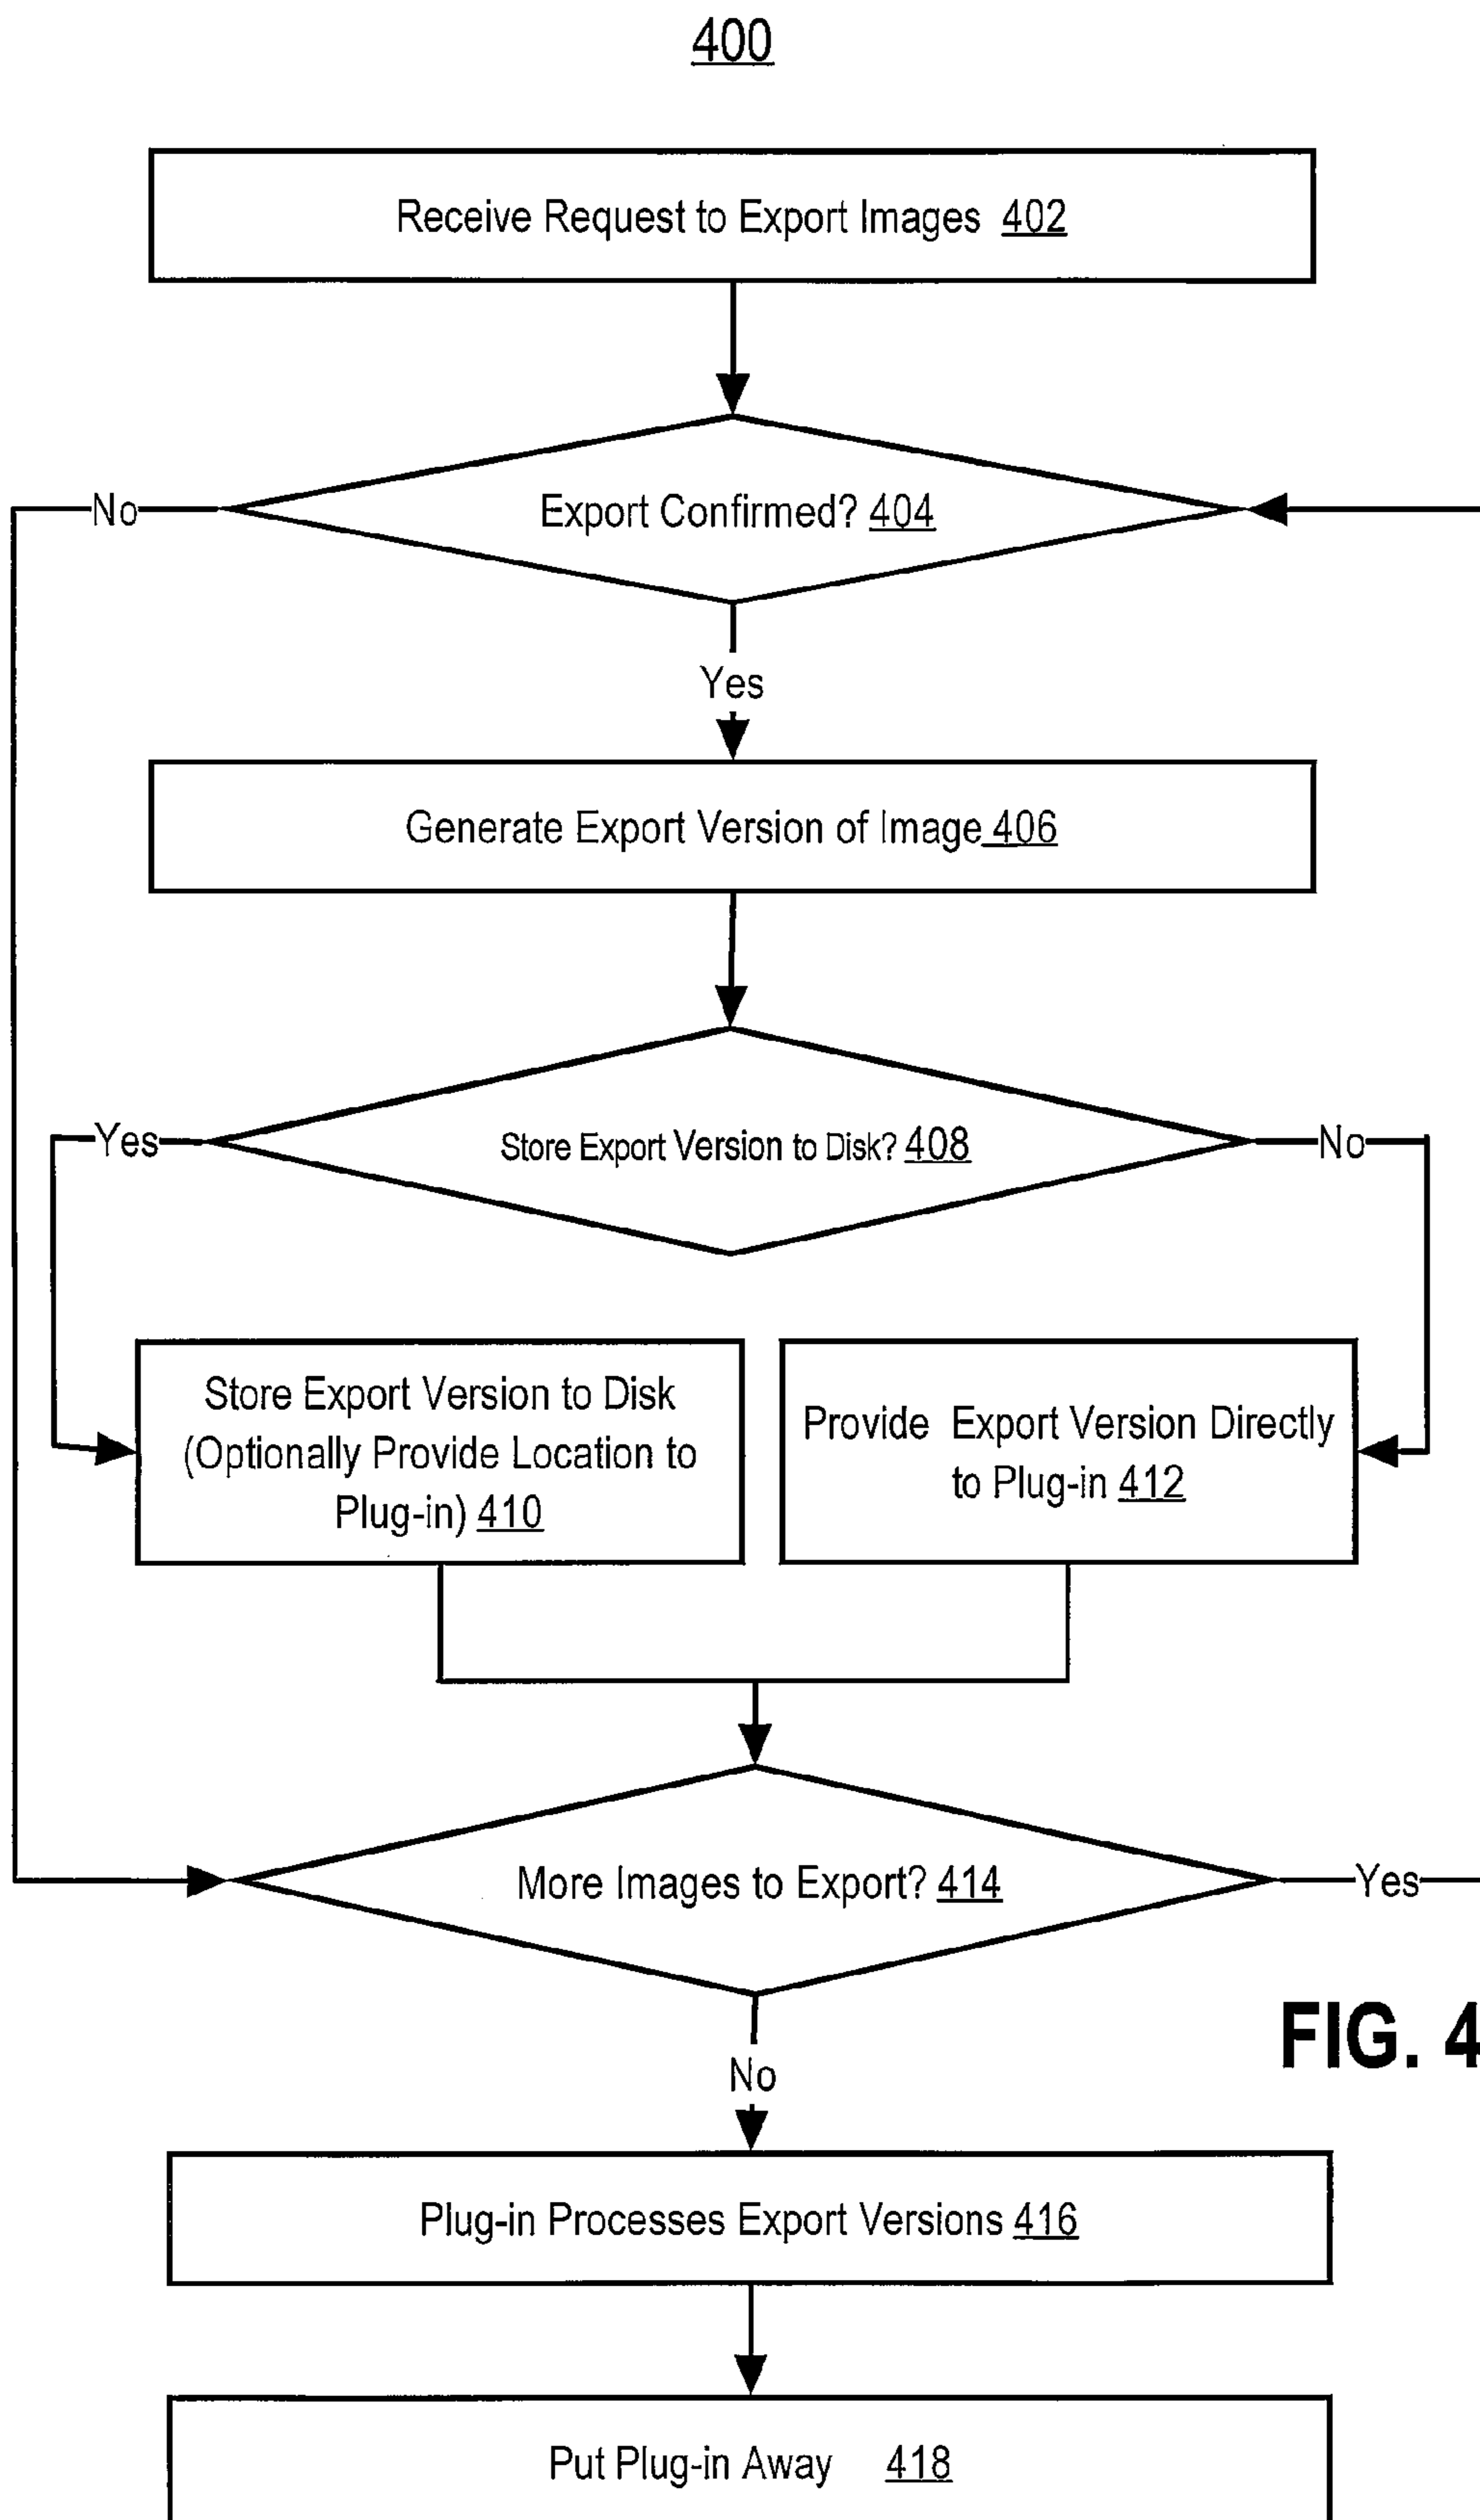 400
Receive Request to Export Images 402
No
Export Confirmed? 404
Yes
Generate Export Version of Image 406
Yes
Store Export Version to Disk? 408
No
Store Export Version to Disk
(Optionally Provide Location to
Plug-in) 410
Provide Export Version Directly
to Plug-in 412
More Images to Export? 414
Yes
FIG. 4
No
Plug-in Processes Export Versions 416
Put Plug-in Away 418